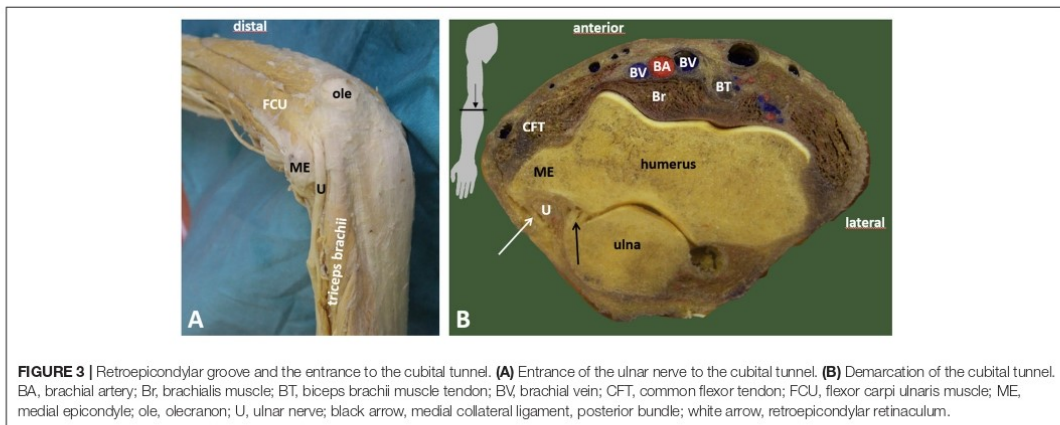 distal
ole
FCU
ME
U
triceps brachii
A
anterior
BV
BA
BV
BT
Br
CFT
ME
humerus
U
ulna
lateral
B
FIGURE 3 | Retroepicondylar groove and the entrance to the cubital tunnel. (A) Entrance of the ulnar nerve to the cubital tunnel. (B) Demarcation of the cubital tunnel.
BA, brachial artery; Br, brachialis muscle; BT, biceps brachii muscle tendon; BV, brachial vein; CFT, common flexor tendon; FCU, flexor carpi ulnaris muscle; ME,
medial epicondyle; ole, olecranon; U, ulnar nerve; black arrow, medial collateral ligament, posterior bundle; white arrow, retroepicondylar retinaculum.